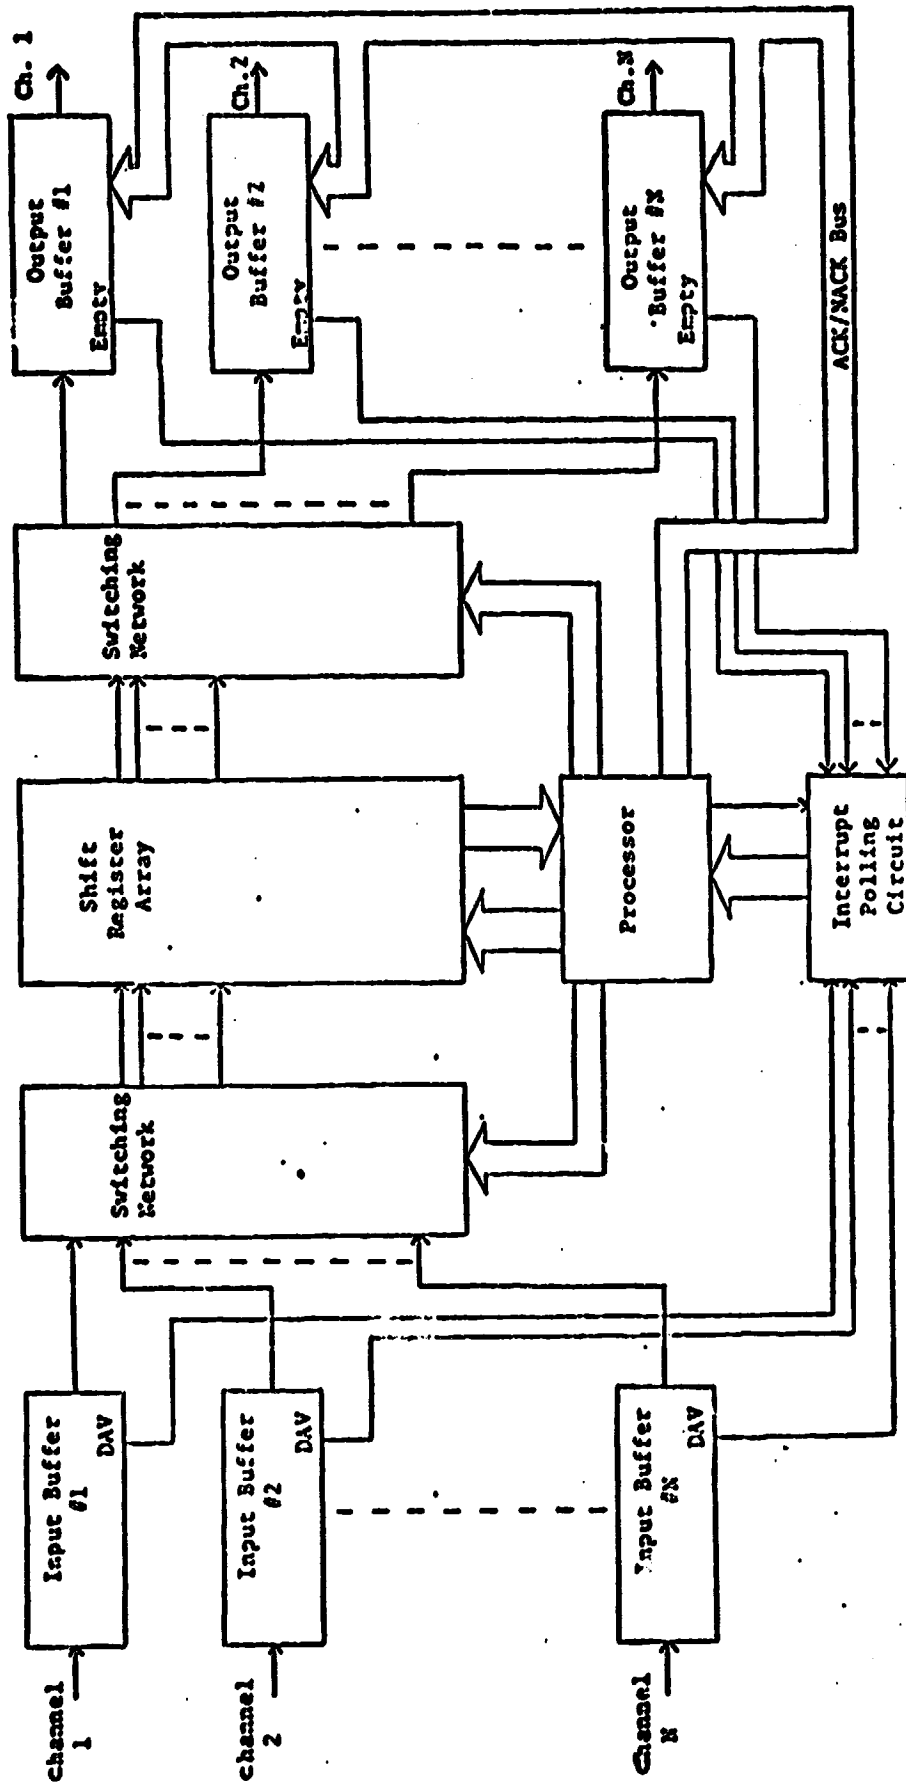 Channel
1
Input Buffer
#1
DAV
Channel
2
Input Buffer
#2
DAV
Channel
N
Input Buffer
#N
DAV
Switching
Network
Shift
Register
Array
Switching
Network
Processor
Interrupt
Polling
Circuit
Output
Buffer #1
Empty
Ch. 1
Output
Buffer #2
Empty
Ch.2
Output
Buffer #N
Empty
Ch.N
ACK/NACK Bus